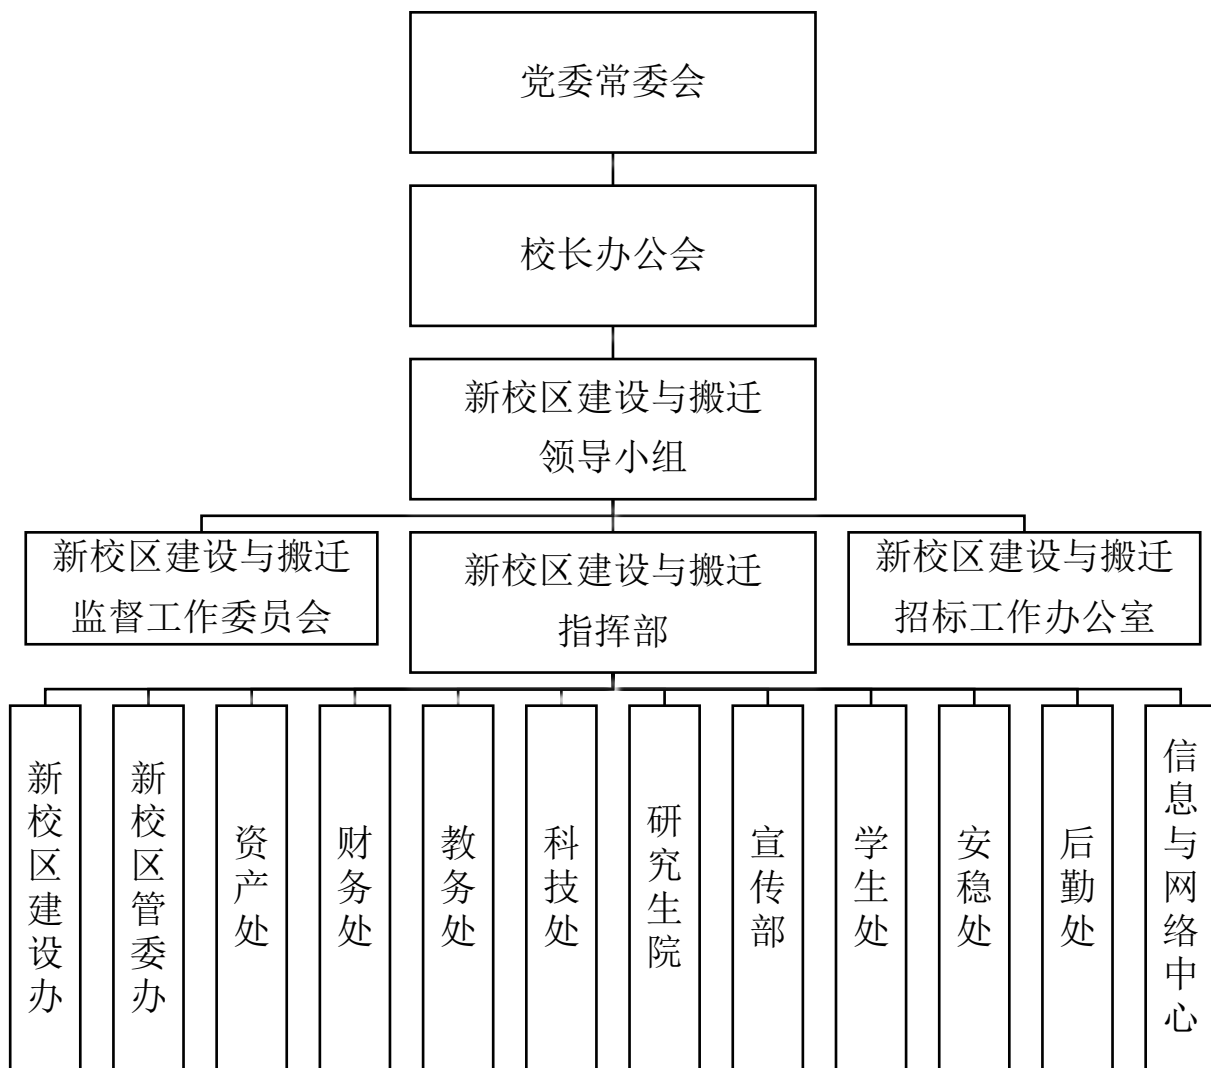 党委常委会
校长办公会
新校区建设与搬迁
领导小组
新校区建设与搬迁
监督工作委员会
新校区建设与搬迁
指挥部
新校区建设与搬迁
招标工作办公室
新校区建设办
新校区管委办
资产处
财务处
教务处
科技处
研究生院
宣传部
学生处
安稳处
后勤处
信息与网络中心